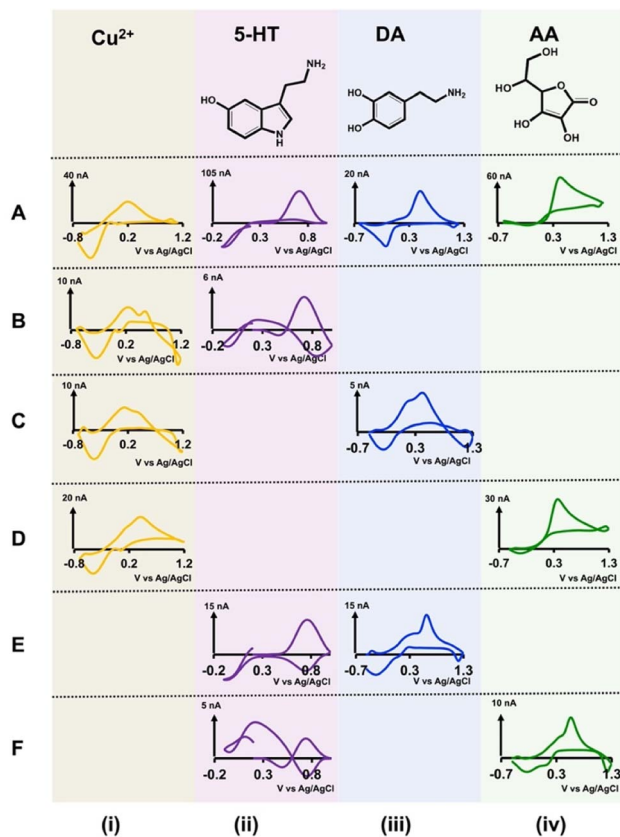 Cu²⁺ 5-HT DA AA
HO NH₂ N H
HO HO NH₂
OH HO O O HO OH
A
40 nA -0.8 0.2 1.2 V vs Ag/AgCl
105 nA -0.2 0.3 0.8 V vs Ag/AgCl
20 nA -0.7 0.3 1.3 V vs Ag/AgCl
60 nA -0.7 0.3 1.3 V vs Ag/AgCl
B
10 nA -0.8 0.2 1.2 V vs Ag/AgCl
6 nA -0.2 0.3 0.8 V vs Ag/AgCl
C
10 nA -0.8 0.2 1.2 V vs Ag/AgCl
5 nA -0.7 0.3 1.3 V vs Ag/AgCl
D
20 nA -0.8 0.2 1.2 V vs Ag/AgCl
30 nA -0.7 0.3 1.3 V vs Ag/AgCl
E
15 nA -0.2 0.3 0.8 V vs Ag/AgCl
15 nA -0.7 0.3 1.3 V vs Ag/AgCl
F
5 nA -0.2 0.3 0.8 V vs Ag/AgCl
10 nA -0.7 0.3 1.3 V vs Ag/AgCl
(i) (ii) (iii) (iv)